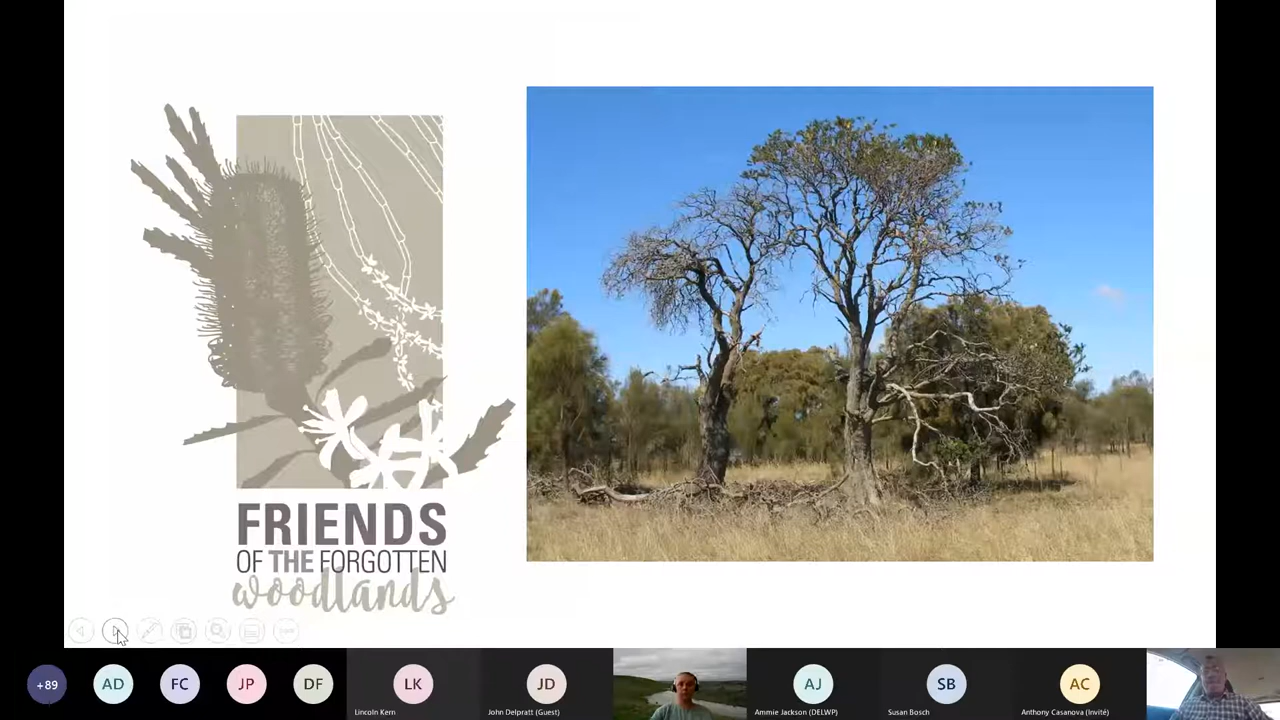 FRIENDS
OF THE FORGOTTEN
woodlands
+89
AD
FC
JP
DF
LK
Lincoln Kern
JD
John Delpratt (Guest)
AJ
Ammie Jackson (DELWP)
SB
Susan Bosch
AC
Anthony Casanova (Invité)